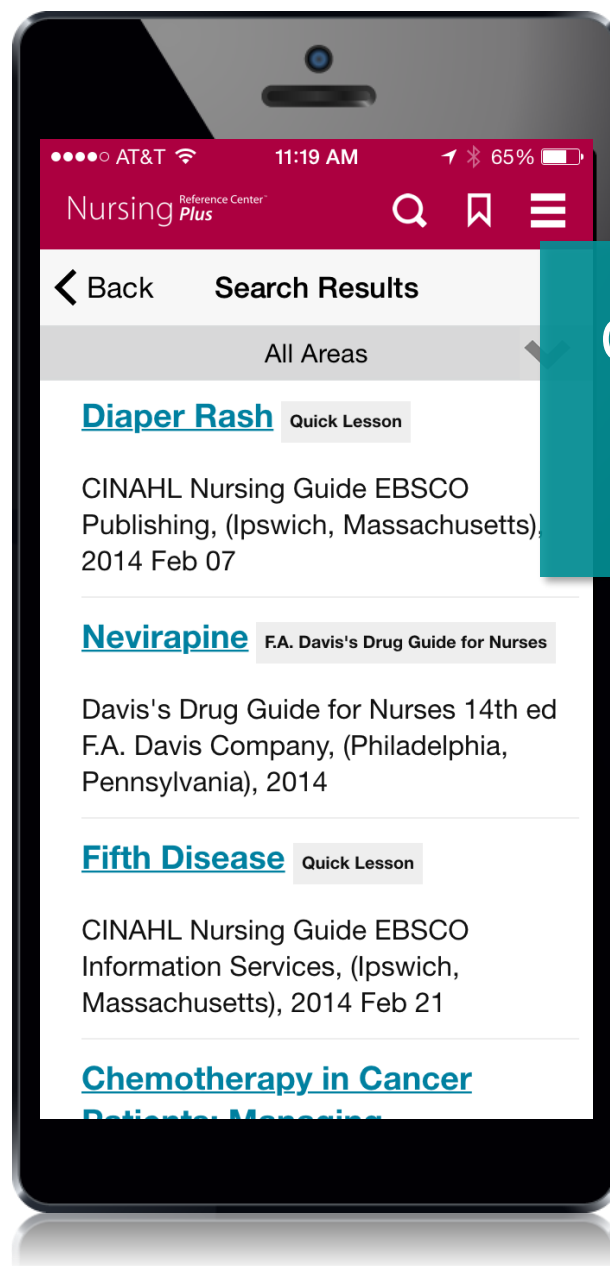 AT&T 11:19 AM 65%
Nursing Reference Center™
Plus
Back Search Results
All Areas
Diaper Rash Quick Lesson
CINAHL Nursing Guide EBSCO
Publishing, (Ipswich, Massachusetts),
2014 Feb 07
Nevirapine F.A. Davis's Drug Guide for Nurses
Davis's Drug Guide for Nurses 14th ed
F.A. Davis Company, (Philadelphia,
Pennsylvania), 2014
Fifth Disease Quick Lesson
CINAHL Nursing Guide EBSCO
Information Services, (Ipswich,
Massachusetts), 2014 Feb 21
Chemotherapy in Cancer
Patients: Managing